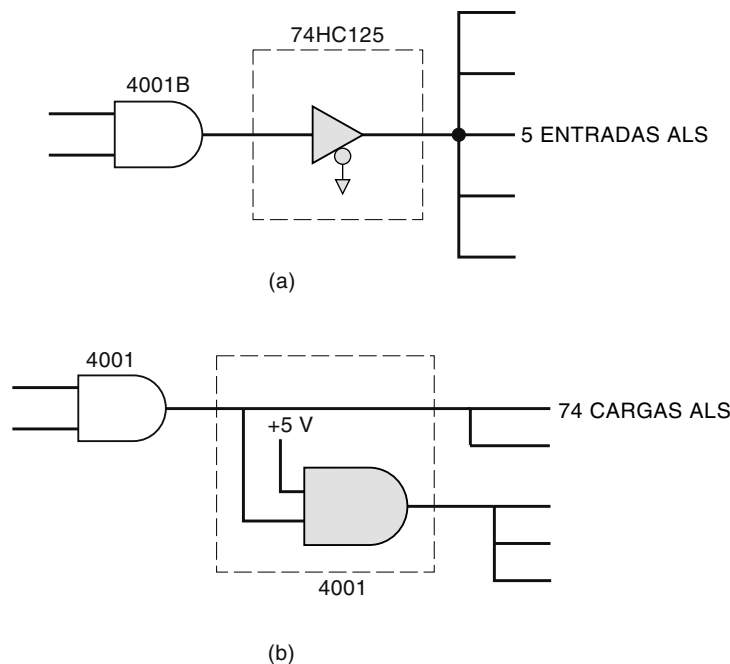 74HC125
4001B
5 ENTRADAS ALS
(a)
4001
74 CARGAS ALS
+5 V
4001
(b)